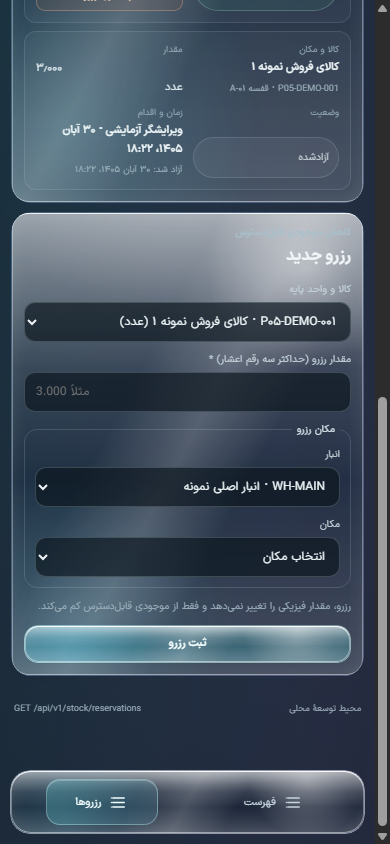 کالا و مکان
مقدار
کالای فروش نمونه ۱
۳٫۰۰۰
P05-DEMO-001 · قفسه A-۰۱
عدد
وضعیت
زمان و اقدام
آزادشده
ویرایشگر آزمایشی - ۳۰ آبان
۱۴۰۵، ۱۸:۲۲
آزاد شد: ۳۰ آبان ۱۴۰۵، ۱۸:۲۲
رزرو جدید
کالا و واحد پایه
P۰۵-DEMO-۰۰۱ · کالای فروش نمونه ۱ (عدد)
مقدار رزرو (حداکثر سه رقم اعشار) *
مثلاً 3.000
مکان رزرو
انبار
WH-MAIN · انبار اصلی نمونه
مکان
انتخاب مکان
رزرو، مقدار فیزیکی را تغییر نمی‌دهد و فقط از موجودی قابل‌دسترس کم می‌کند.
ثبت رزرو
محیط توسعهٔ محلی
GET /api/v1/stock/reservations
فهرست
رزروها